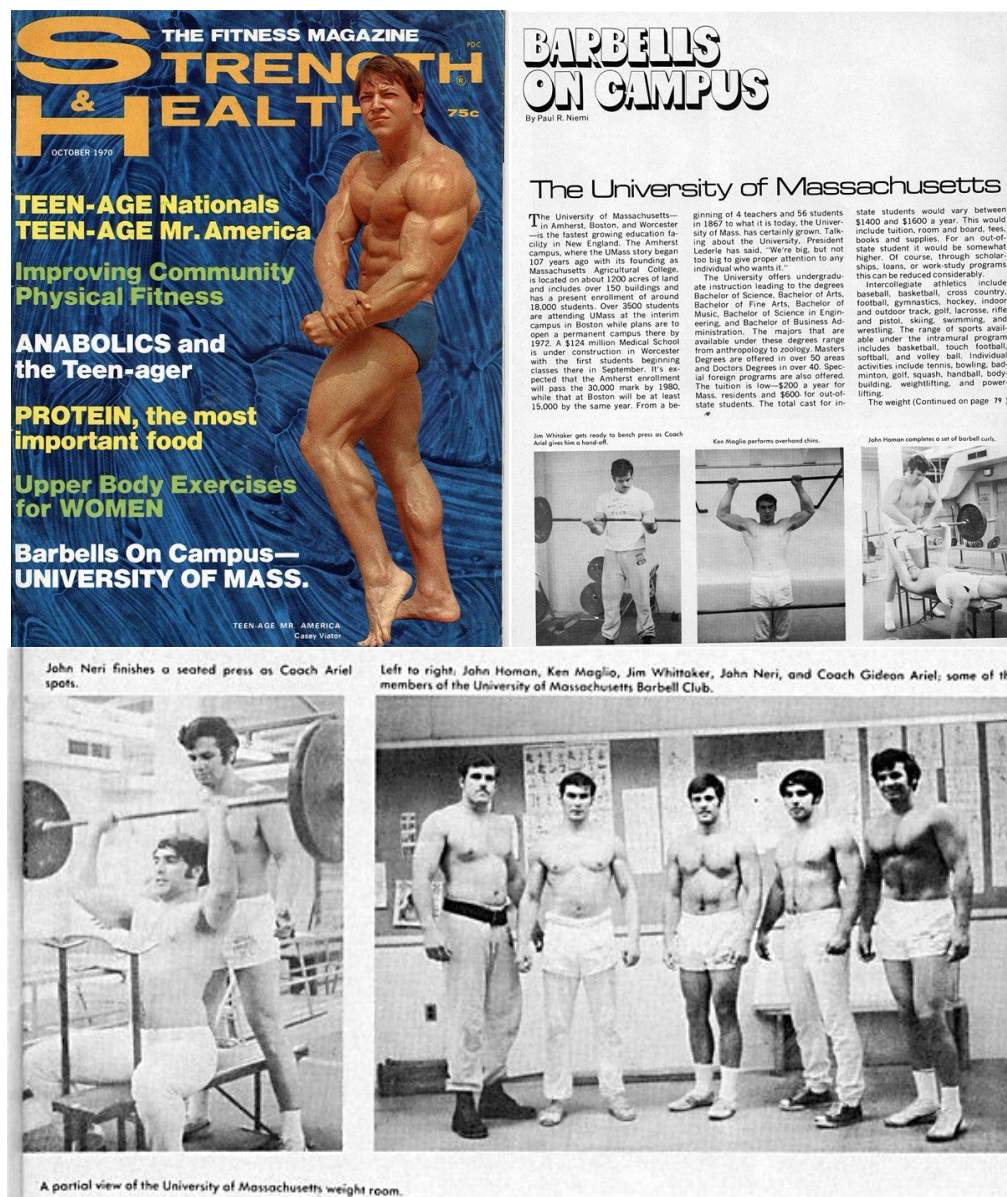 THE FITNESS MAGAZINE
PDC
STRENGTH
®
&
HEALTH
75c
OCTOBER 1970
TEEN-AGE Nationals
TEEN-AGE Mr. America
Improving Community
Physical Fitness
ANABOLICS and
the Teen-ager
PROTEIN, the most
important food
Upper Body Exercises
for WOMEN
Barbells On Campus—
UNIVERSITY OF MASS.
TEEN-AGE MR. AMERICA
Casey Viator
BARBELLS
ON CAMPUS
By Paul R. Niemi
The University of Massachusetts
The University of Massachusetts—
in Amherst, Boston, and Worcester
—is the fastest growing education fa-
cility in New England. The Amherst
campus, where the UMass story began
107 years ago with its founding as
Massachusetts Agricultural College,
is located on about 1200 acres of land
and includes over 150 buildings and
has a present enrollment of around
18,000 students. Over 3500 students
are attending UMass at the interim
campus in Boston while plans are to
open a permanent campus there by
1972. A $124 million Medical School
is under construction in Worcester
with the first students beginning
classes there in September. It's ex-
pected that the Amherst enrollment
will pass the 30,000 mark by 1980,
while that at Boston will be at least
15,000 by the same year. From a be-
ginning of 4 teachers and 56 students
in 1867 to what it is today, the Univer-
sity of Mass. has certainly grown. Talk-
ing about the University, President
Lederle has said, "We're big, but not
too big to give proper attention to any
individual who wants it."
The University offers undergradu-
ate instruction leading to the degrees
Bachelor of Science, Bachelor of Arts,
Bachelor of Fine Arts, Bachelor of
Music, Bachelor of Science in Engin-
eering, and Bachelor of Business Ad-
ministration. The majors that are
available under these degrees range
from anthropology to zoology. Masters
Degrees are offered in over 50 areas
and Doctors Degrees in over 40. Spec-
ial foreign programs are also offered.
The tuition is low—$200 a year for
Mass. residents and $600 for out-of-
state students. The total cost for in-
state students would vary between
$1400 and $1600 a year. This would
include tuition, room and board, fees,
books and supplies. For an out-of-
state student it would be somewhat
higher. Of course, through scholar-
ships, loans, or work-study programs
this can be reduced considerably.
Intercollegiate athletics include
baseball, basketball, cross country,
football, gymnastics, hockey, indoor
and outdoor track, golf, lacrosse, rifle
and pistol, skiing, swimming, and
wrestling. The range of sports avail-
able under the intramural program
includes basketball, touch football,
softball, and volley ball. Individual
activities include tennis, bowling, bad-
minton, golf, squash, handball, body-
building, weightlifting, and power-
lifting.
The weight (Continued on page 79
Jim Whitaker gets ready to bench press as Coach
Ariel gives him a hand-off.
Ken Maglio performs overhand chins.
John Homan completes a set of barbell curls.
John Neri finishes a seated press as Coach Ariel
spots.
Left to right: John Homan, Ken Maglio, Jim Whittaker, John Neri, and Coach Gideon Ariel; some of th
members of the University of Massachusetts Barbell Club.
A partial view of the University of Massachusetts weight room.